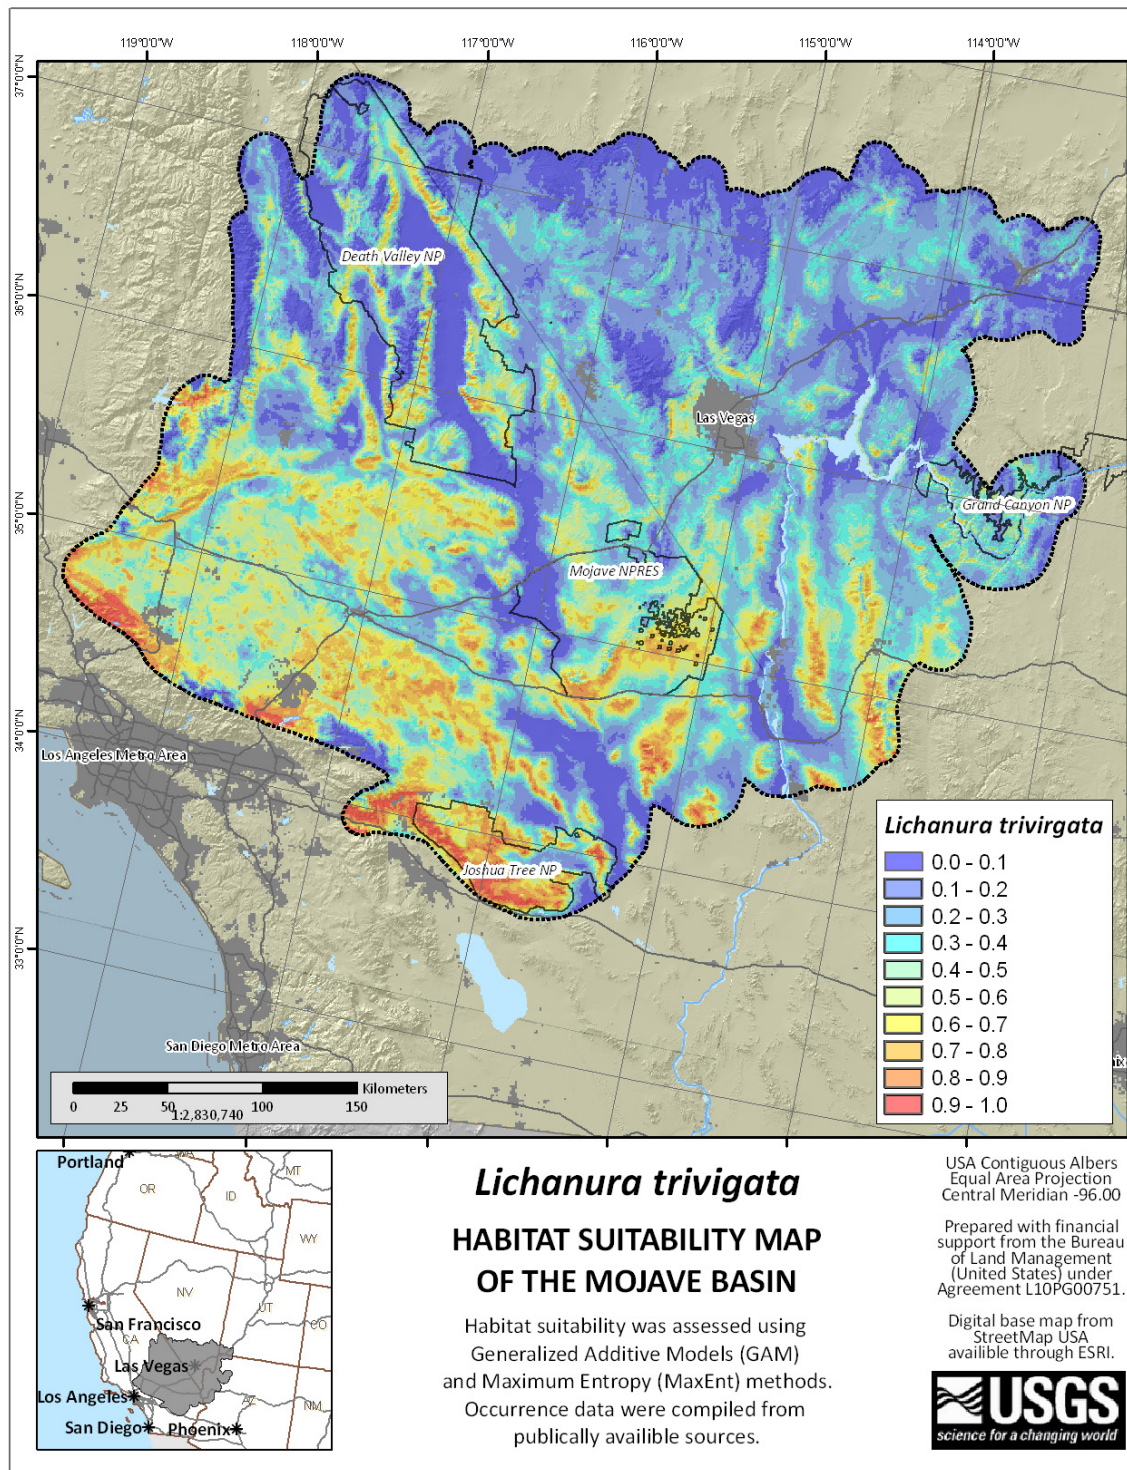 119°0'0"W 118°0'0"W 117°0'0"W 116°0'0"W 115°0'0"W 114°0'0"W
37°0'0"N
36°0'0"N
35°0'0"N
34°0'0"N
33°0'0"N
Death Valley NP
Las Vegas
Grand Canyon NP
Mojave NPRES
Los Angeles Metro Area
Joshua Tree NP
San Diego Metro Area
Lichanura trivirgata
0.0 - 0.1
0.1 - 0.2
0.2 - 0.3
0.3 - 0.4
0.4 - 0.5
0.5 - 0.6
0.6 - 0.7
0.7 - 0.8
0.8 - 0.9
0.9 - 1.0
Kilometers
0 25 50 100 150
1:2,830,740
Portland
WA
MT
OR
ID
WY
NV
UT
CO
San Francisco
CA
Las Vegas
Los Angeles
AZ
NM
San Diego
Phoenix
Lichanura trivigata
HABITAT SUITABILITY MAP
OF THE MOJAVE BASIN
Habitat suitability was assessed using
Generalized Additive Models (GAM)
and Maximum Entropy (MaxEnt) methods.
Occurrence data were compiled from
publically availible sources.
USA Contiguous Albers
Equal Area Projection
Central Meridian -96.00
Prepared with financial
support from the Bureau
of Land Management
(United States) under
Agreement L10PG00751.
Digital base map from
StreetMap USA
availible through ESRI.
USGS
science for a changing world